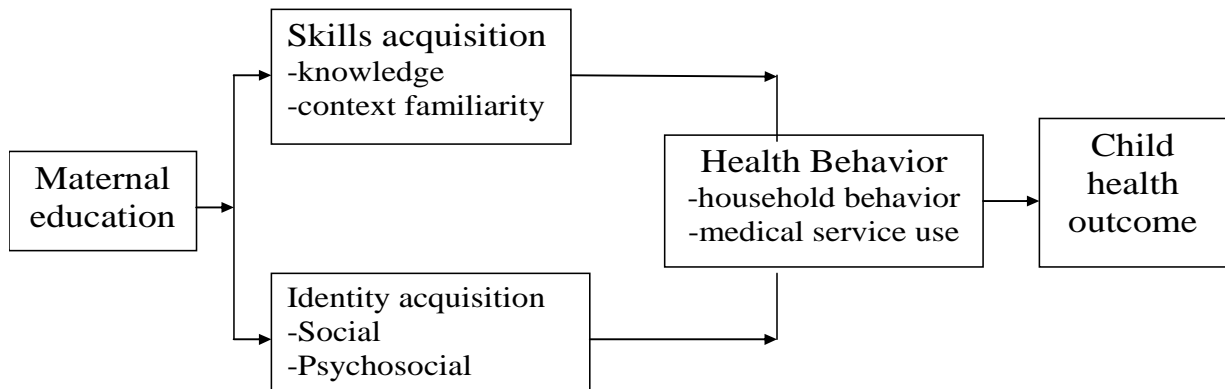 Maternal
education
Skills acquisition
-knowledge
-context familiarity
Identity acquisition
-Social
-Psychosocial
Health Behavior
-household behavior
-medical service use
Child
health
outcome